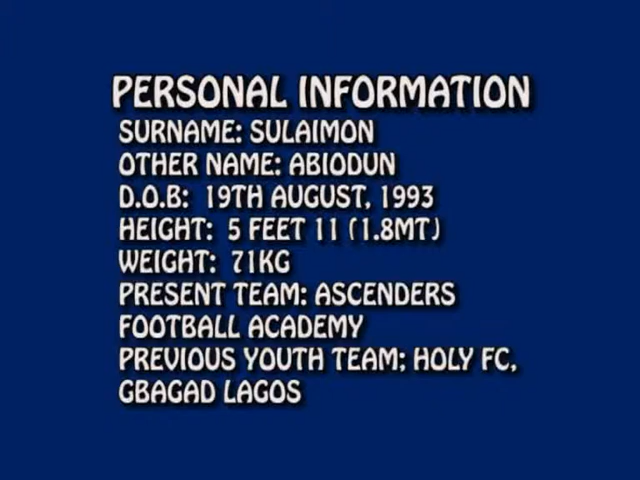 PERSONAL INFORMATION
SURNAME: SULAIMON
OTHER NAME: ABIODUN
D.O.B: 19TH AUGUST, 1993
HEIGHT: 5 FEET 11 (1.8MT)
WEIGHT: 71KG
PRESENT TEAM: ASCENDERS
FOOTBALL ACADEMY
PREVIOUS YOUTH TEAM; HOLY FC,
GBAGAD LAGOS